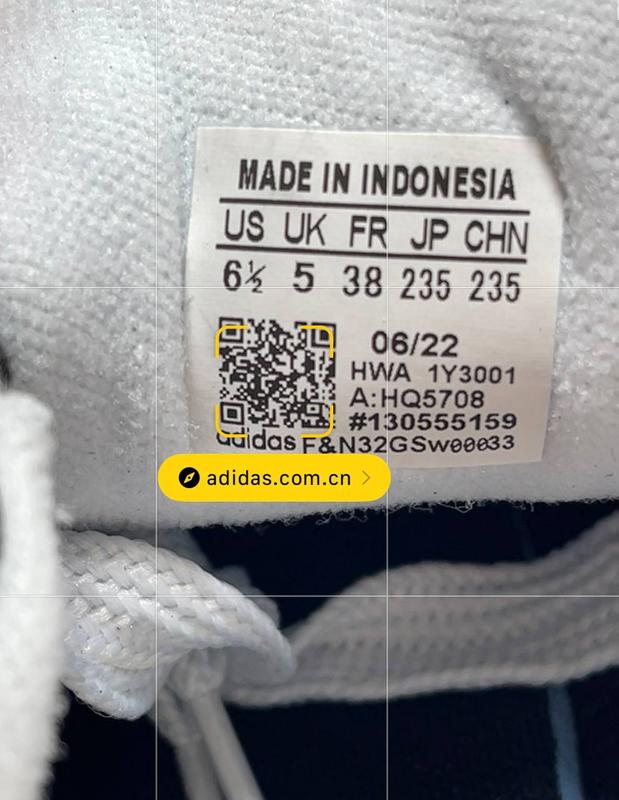 MADE IN INDONESIA
US UK FR JP CHN
6½ 5 38 235 235
06/22
HWA 1Y3001
A:HQ5708
#130555159
adidas F&N32GSW00033
adidas.com.cn